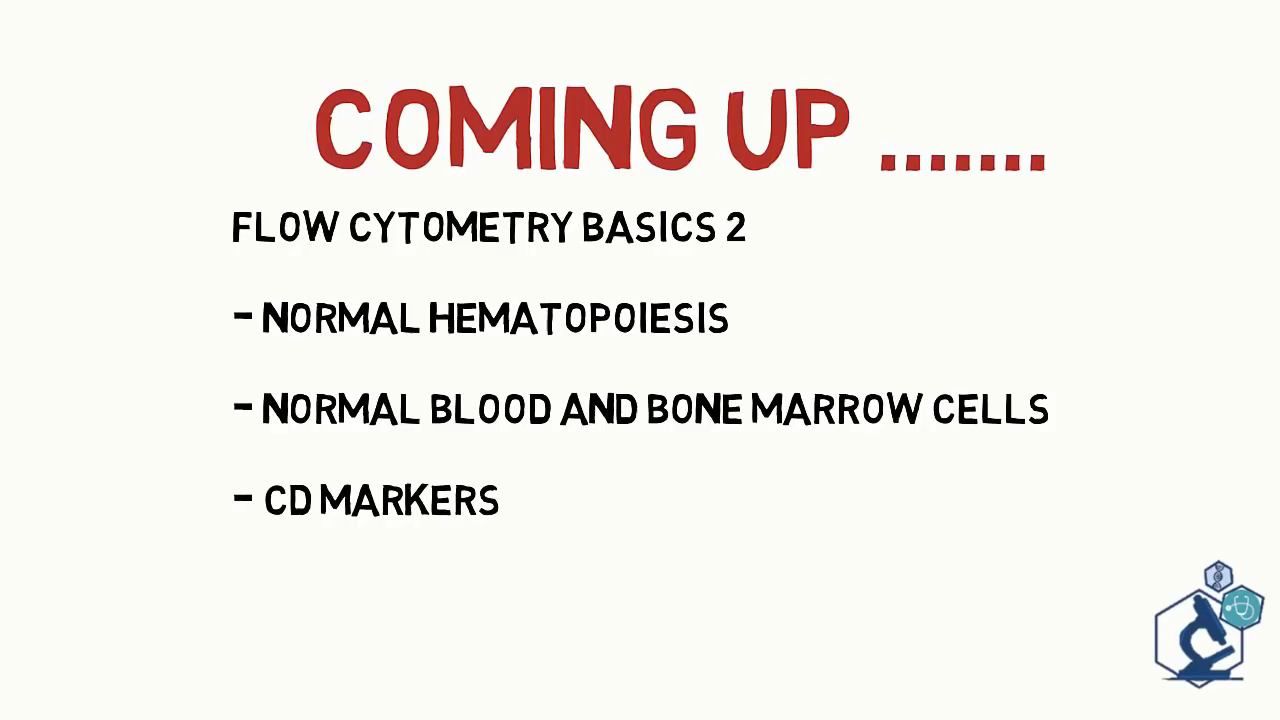 COMING UP .......
FLOW CYTOMETRY BASICS 2
- NORMAL HEMATOPOIESIS
- NORMAL BLOOD AND BONE MARROW CELLS
- CD MARKERS